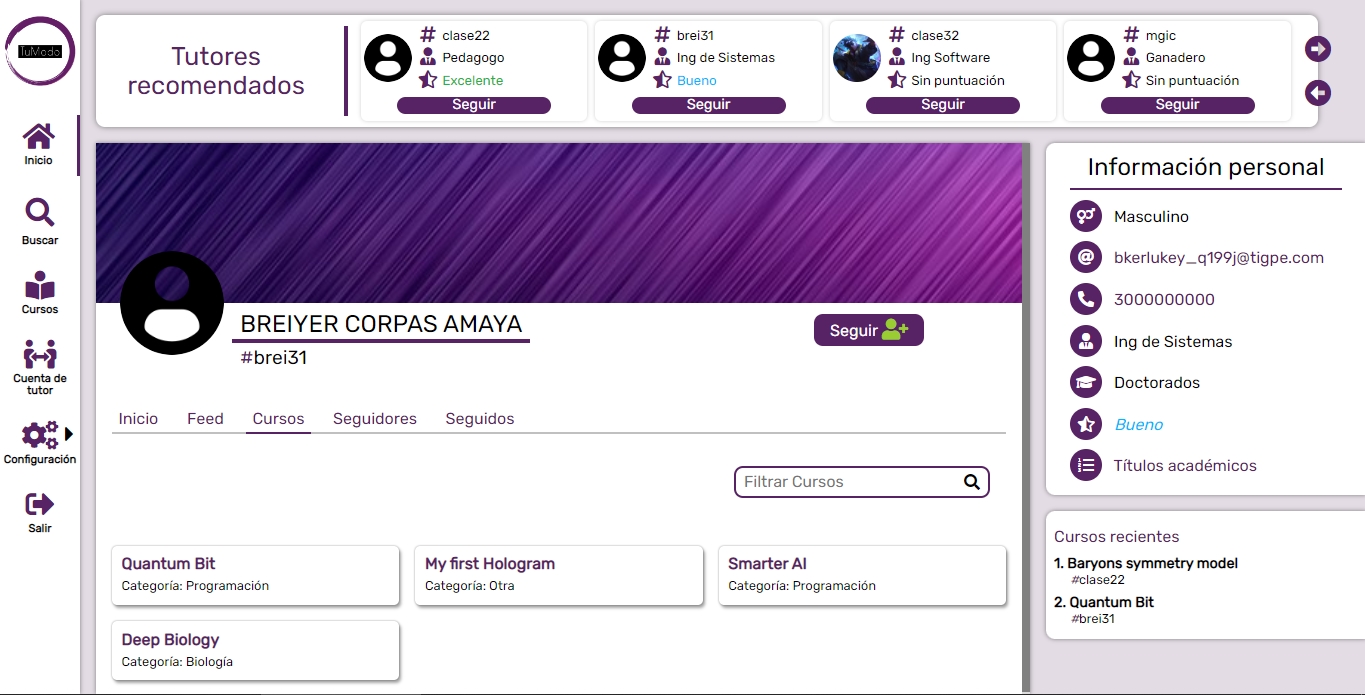 TuModo
Inicio
Buscar
Cursos
Cuenta de
tutor
Configuración
Salir
Tutores
recomendados
clase22
Pedagogo
Excelente
Seguir
brei31
Ing de Sistemas
Bueno
Seguir
clase32
Ing Software
Sin puntuación
Seguir
mgic
Ganadero
Sin puntuación
Seguir
BREIYER CORPAS AMAYA
#brei31
Seguir
Inicio Feed Cursos Seguidores Seguidos
Filtrar Cursos
Quantum Bit
Categoría: Programación
My first Hologram
Categoría: Otra
Smarter AI
Categoría: Programación
Deep Biology
Categoría: Biología
Información personal
Masculino
bkerlukey_q199j@tigpe.com
3000000000
Ing de Sistemas
Doctorados
Bueno
Títulos académicos
Cursos recientes
1. Baryons symmetry model
#clase22
2. Quantum Bit
#brei31